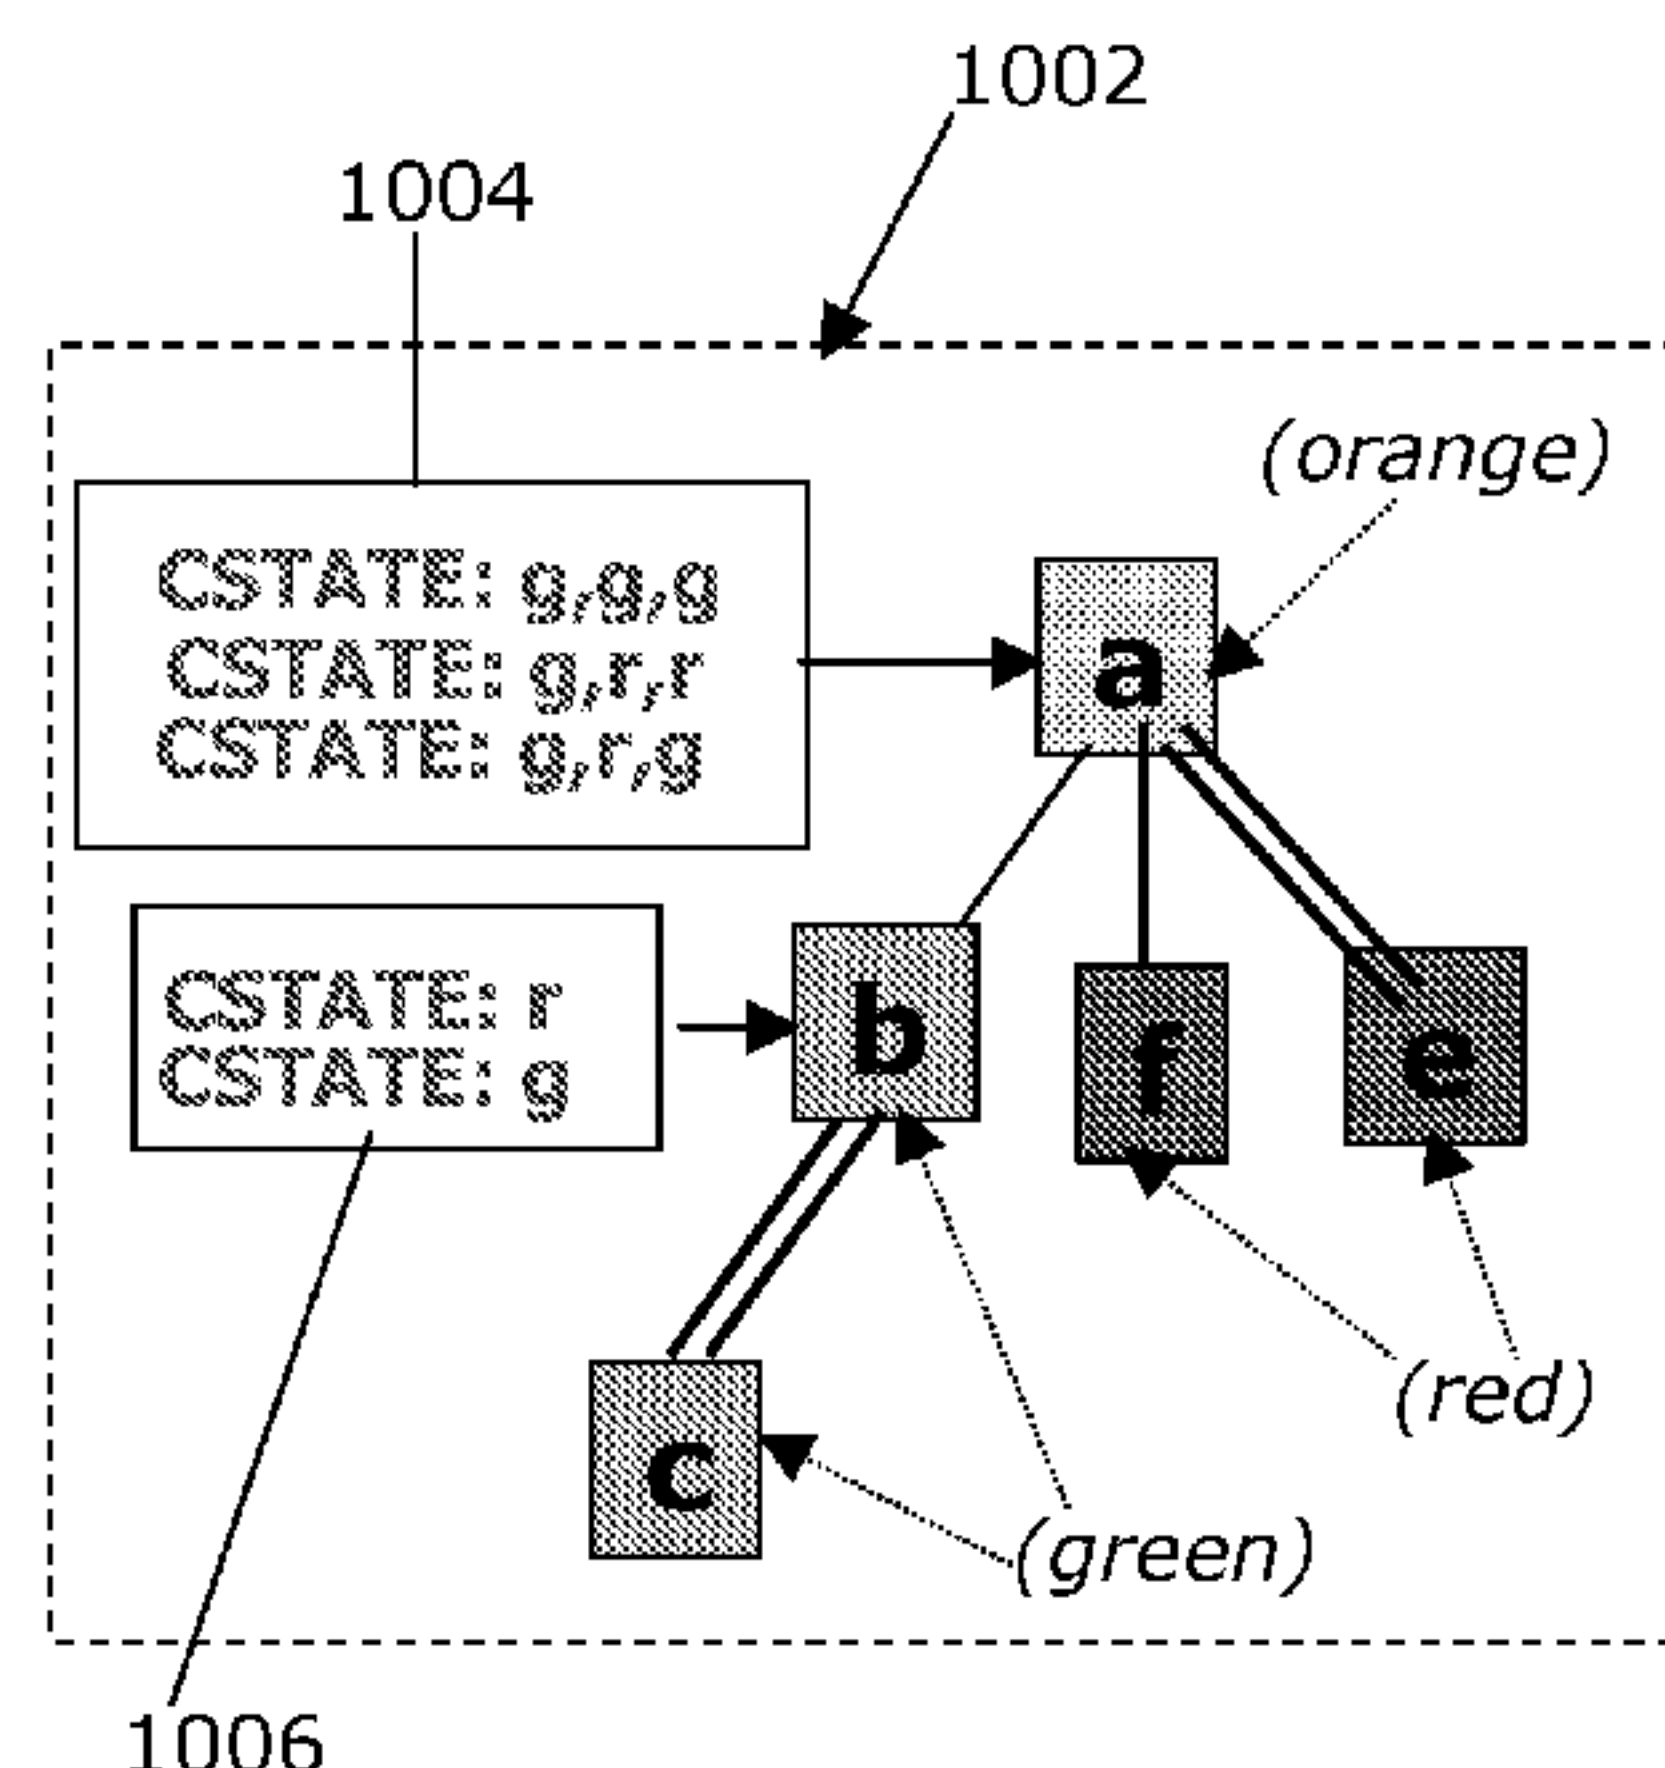 1002
1004
(orange)
CSTATE: g,g,g
CSTATE: g,r,r
CSTATE: g,r,g
a
CSTATE: r
CSTATE: g
b
f
e
(red)
c
(green)
1006